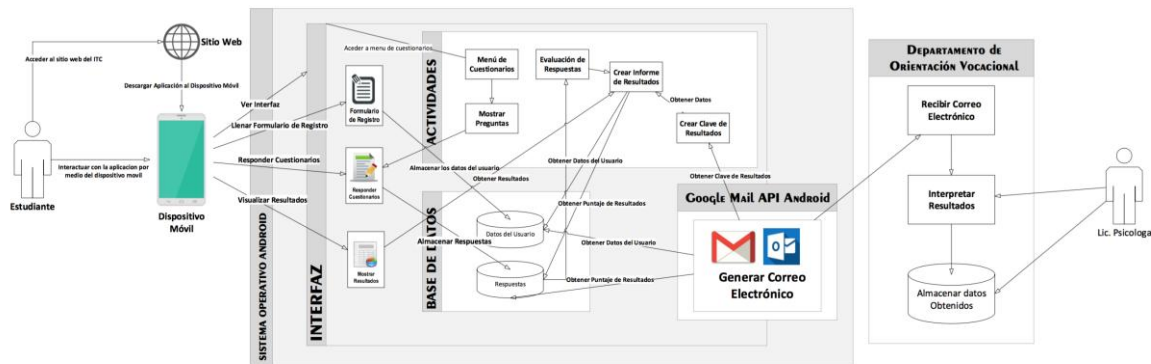 Acceder al sitio web del ITC
Estudiante
Sitio Web
Descargar Aplicación al Dispositivo Móvil
Interactuar con la aplicacion por
medio del dispositivo movil
Dispositivo
Móvil
Ver Interfaz
Llenar Formulario de Registro
Responder Cuestionarios
Visualizar Resultados
SISTEMA OPERATIVO ANDROID
INTERFAZ
Formulario
de Registro
Responder
Cuestionarios
Mostrar
Resultados
Aceder a menu de cuestionarios
ACTIVIDADES
Menú de
Cuestionarios
Mostrar
Preguntas
Evaluación de
Respuestas
Crear Informe
de Resultados
Obtener Datos
Crear Clave de
Resultados
Almacenar los datos del usuario
Obtener Resultados
Obtener Datos del Usuario
Obtener Clave de Resultados
BASE DE DATOS
Datos del Usuario
Almacenar Respuestas
Respuestas
Obtener Puntaje de Resultados
Obtener Datos del Usuario
Obtener Puntaje de Resultados
Google Mail API Android
Generar Correo
Electrónico
Departamento de
Orientación Vocacional
Recibir Correo
Electrónico
Interpretar
Resultados
Almacenar datos
Obtenidos
Lic. Psicologa